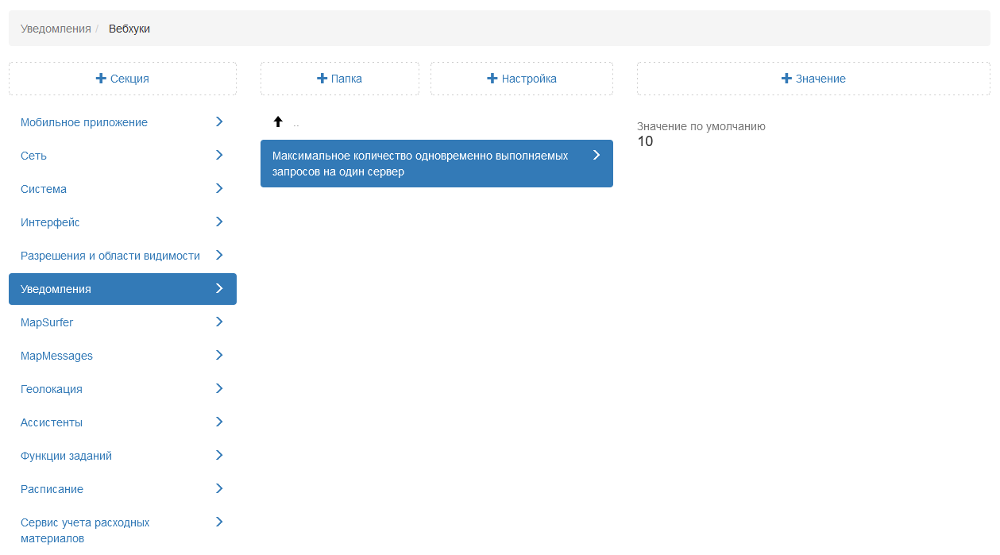 Уведомления / Вебхуки
Секция
Папка
Настройка
Значение
Мобильное приложение
Сеть
Система
Интерфейс
Разрешения и области видимости
Уведомления
MapSurfer
MapMessages
Геолокация
Ассистенты
Функции заданий
Расписание
Сервис учета расходных
материалов
..
Максимальное количество одновременно выполняемых
запросов на один сервер
Значение по умолчанию
10